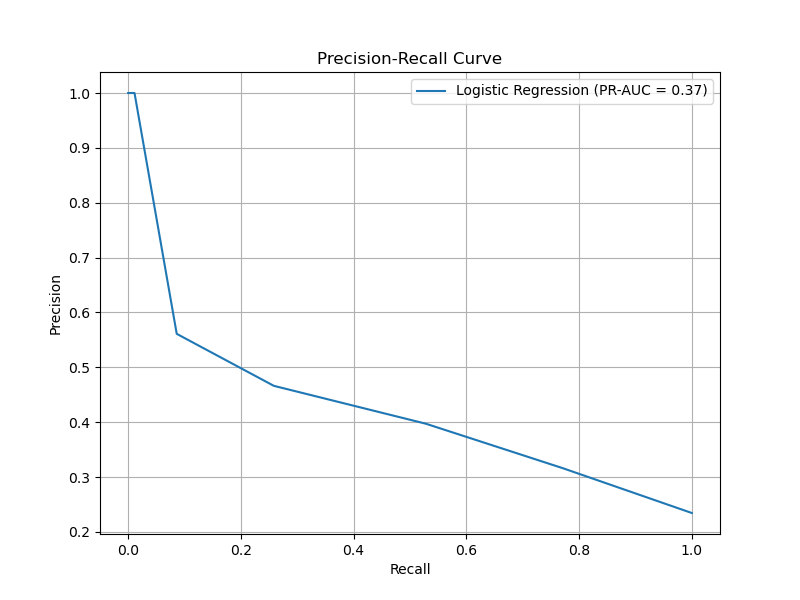 Precision-Recall Curve
Logistic Regression (PR-AUC = 0.37)
1.0
0.9
0.8
0.7
0.6
0.5
0.4
0.3
0.2
Precision
0.0 0.2 0.4 0.6 0.8 1.0
Recall